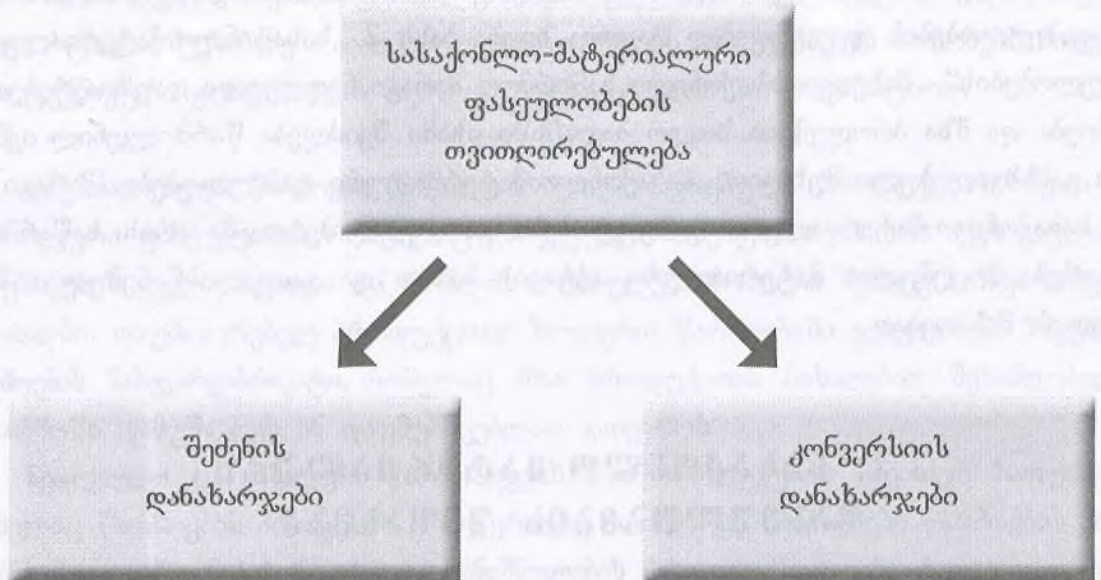 სასაქონლო-მატერიალური
ფასეულობების
თვითღირებულება
შეძენის
დანახარჯები
კონვერსიის
დანახარჯები